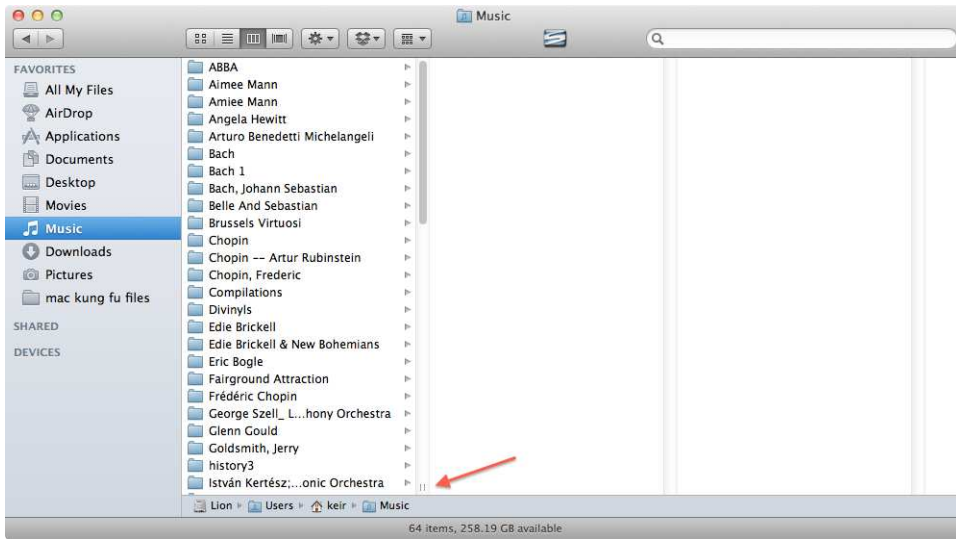 Music
FAVORITES
All My Files
AirDrop
Applications
Documents
Desktop
Movies
Music
Downloads
Pictures
mac kung fu files
SHARED
DEVICES
ABBA
Aimee Mann
Amiee Mann
Angela Hewitt
Arturo Benedetti Michelangeli
Bach
Bach 1
Bach, Johann Sebastian
Belle And Sebastian
Brussels Virtuosi
Chopin
Chopin -- Artur Rubinstein
Chopin, Frederic
Compilations
Divinyls
Edie Brickell
Edie Brickell & New Bohemians
Eric Bogle
Fairground Attraction
Frédéric Chopin
George Szell_ L...hony Orchestra
Glenn Gould
Goldsmith, Jerry
history3
István Kertész;...onic Orchestra
Lion Users keir Music
64 items, 258.19 GB available